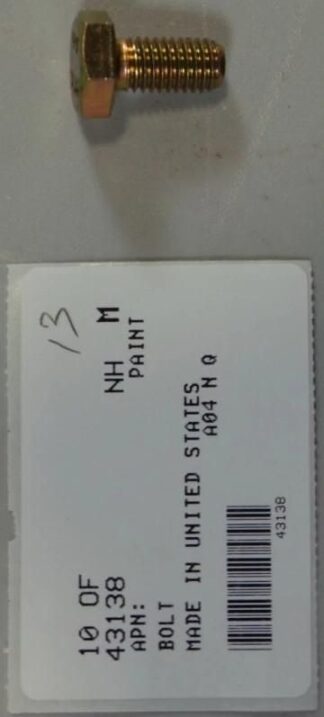 13
10 OF
43138 NH M
APN: PAINT
BOLT
MADE IN UNITED STATES
A04 N Q
43138